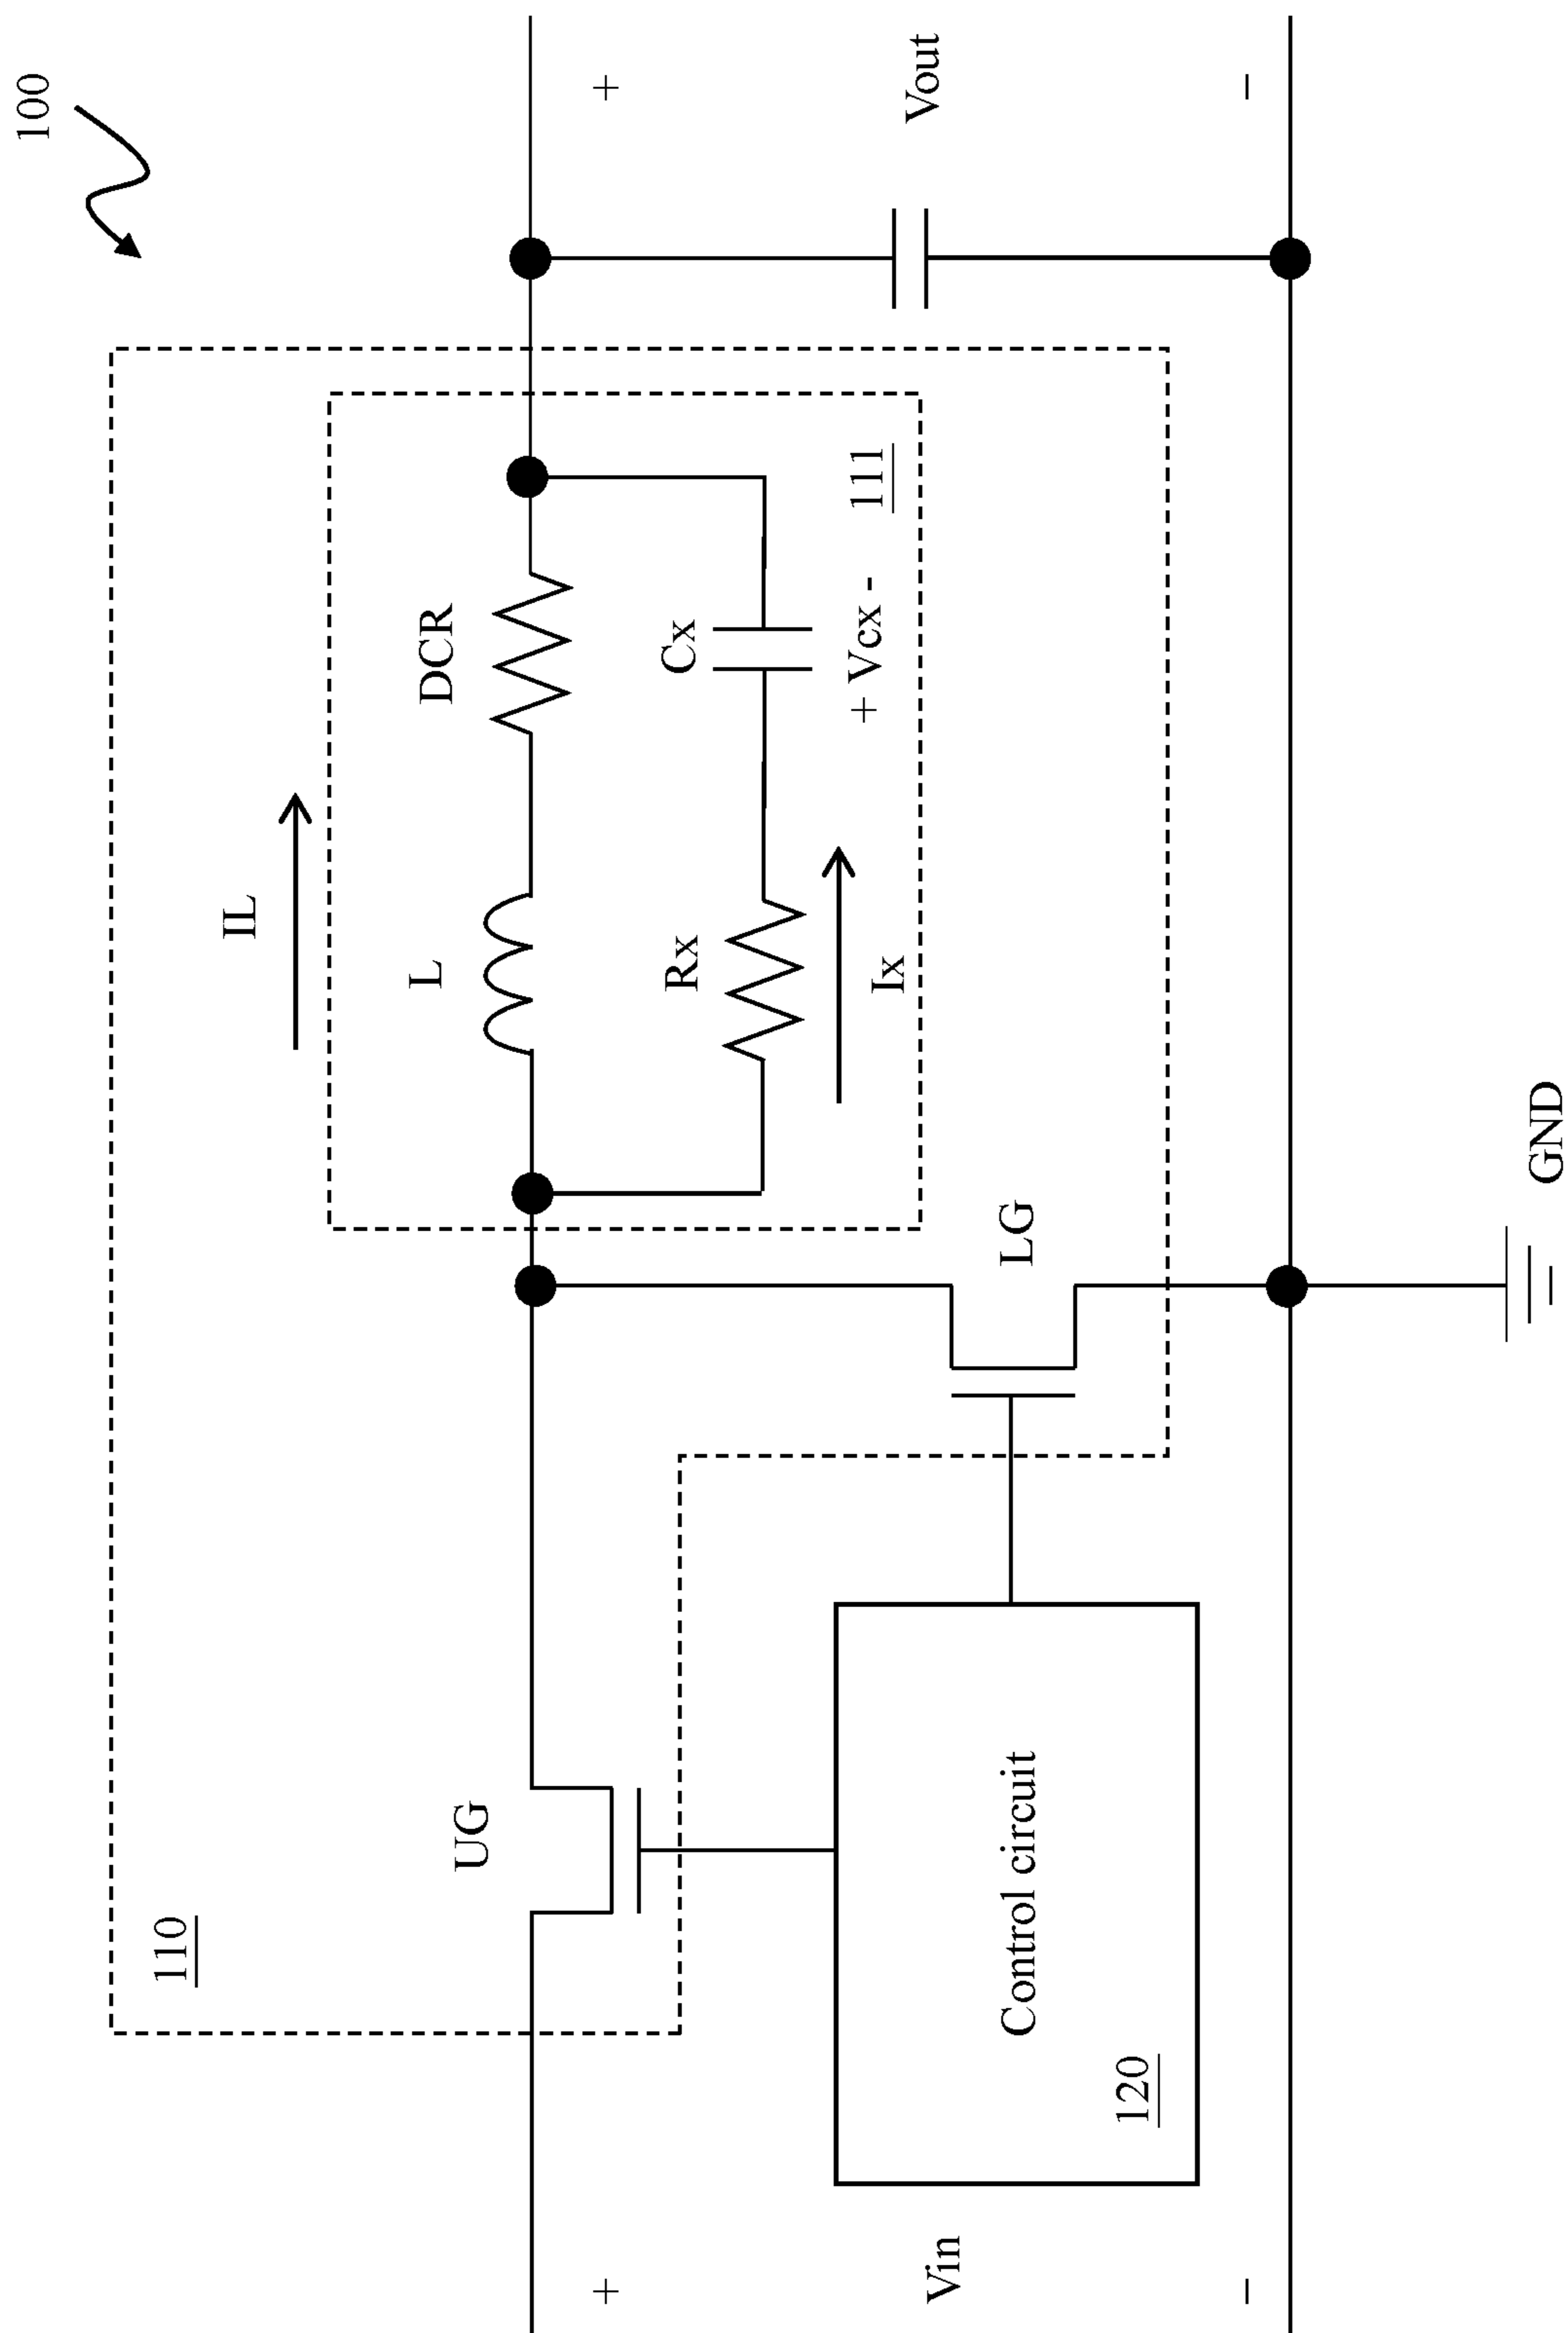 100
110
IL
UG
L
DCR
+
+
Rx
Cx
Ix
+ Vcx -
111
Vin
Control circuit
LG
Vout
120
−
−
GND